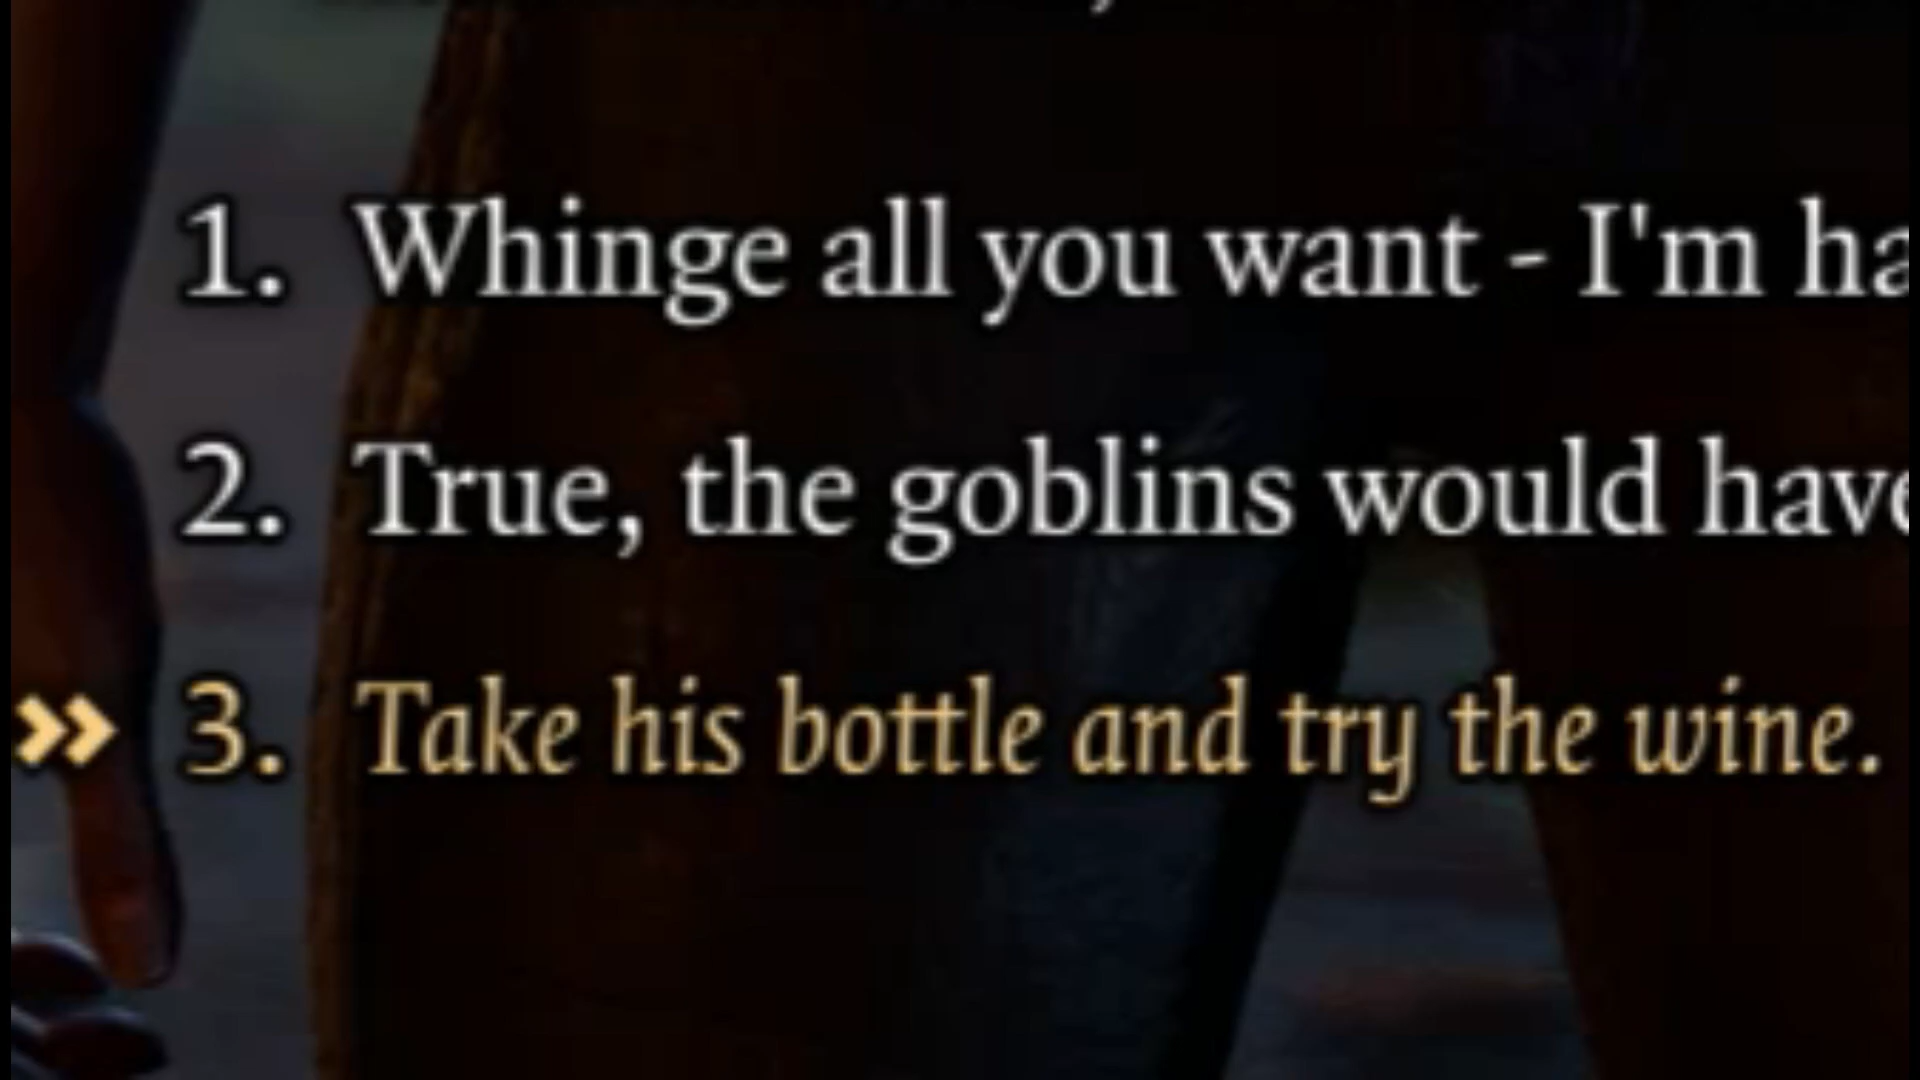 1. Whinge all you want - I'm
2. True, the goblins would have
» 3. Take his bottle and try the wine.